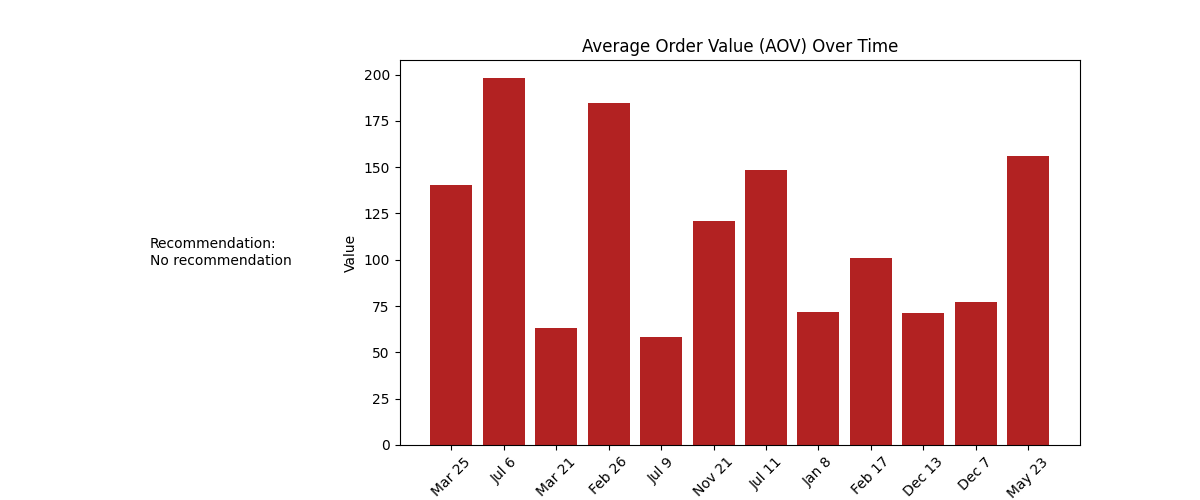 Average Order Value (AOV) Over Time
Recommendation:
No recommendation
Value
200
175
150
125
100
75
50
25
0
Mar 25
Jul 6
Mar 21
Feb 26
Jul 9
Nov 21
Jul 11
Jan 8
Feb 17
Dec 13
Dec 7
May 23